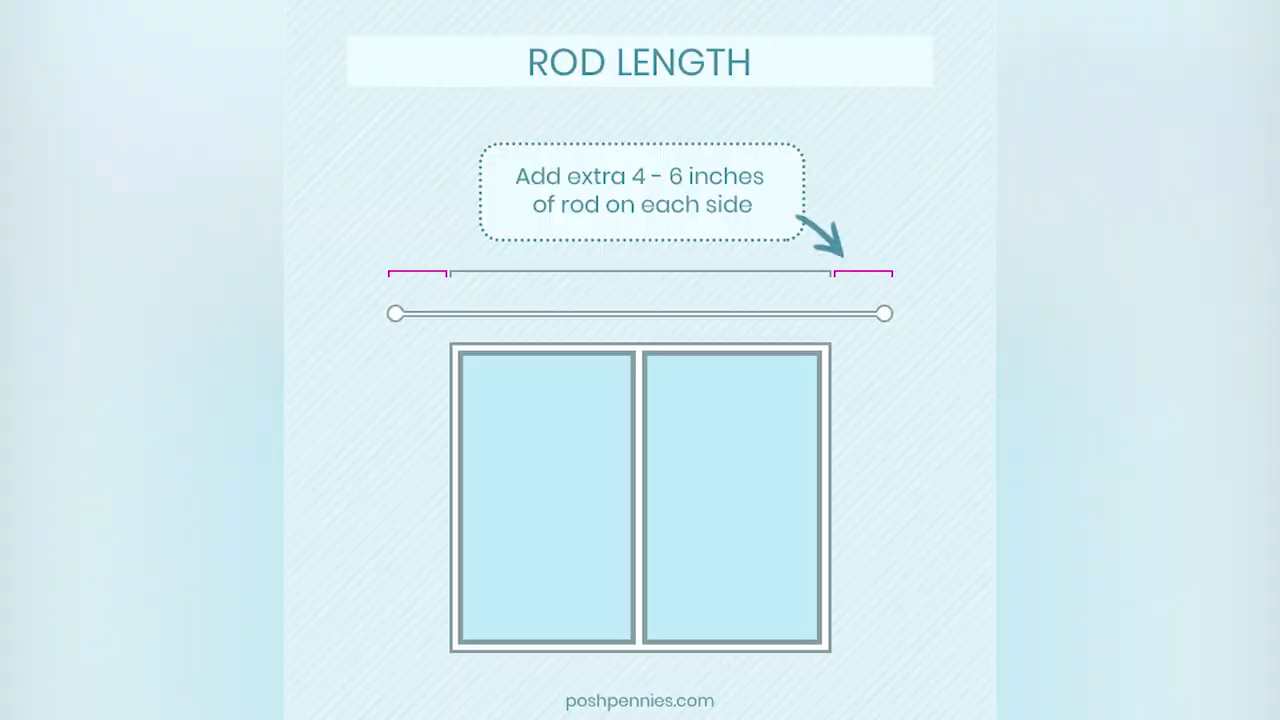 ROD LENGTH
Add extra 4 - 6 inches
of rod on each side
poshpennies.com